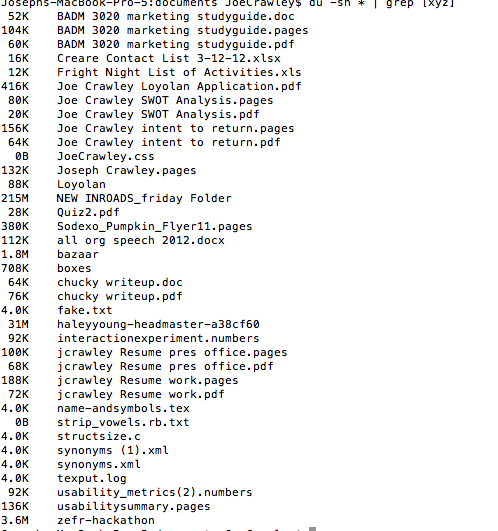 Josephs-MacBook-Pro-5:documents JoeCrawley$ du -sh * | grep [xyz]
52K BADM 3020 marketing studyguide.doc
104K BADM 3020 marketing studyguide.pages
60K BADM 3020 marketing studyguide.pdf
16K Creare Contact List 3-12-12.xlsx
12K Fright Night List of Activities.xls
416K Joe Crawley Loyolan Application.pdf
80K Joe Crawley SWOT Analysis.pages
20K Joe Crawley SWOT Analysis.pdf
156K Joe Crawley intent to return.pages
64K Joe Crawley intent to return.pdf
0B JoeCrawley.css
132K Joseph Crawley.pages
88K Loyolan
215M NEW INROADS_friday Folder
28K Quiz2.pdf
380K Sodexo_Pumpkin_Flyer11.pages
112K all org speech 2012.docx
1.8M bazaar
708K boxes
64K chucky writeup.doc
76K chucky writeup.pdf
4.0K fake.txt
31M haleyyoung-headmaster-a38cf60
92K interactionexperiment.numbers
100K jcrawley Resume pres office.pages
68K jcrawley Resume pres office.pdf
188K jcrawley Resume work.pages
72K jcrawley Resume work.pdf
4.0K name-andsymbols.tex
0B strip_vowels.rb.txt
4.0K structsize.c
4.0K synonyms (1).xml
4.0K synonyms.xml
4.0K texput.log
92K usability_metrics(2).numbers
136K usabilitysummary.pages
3.6M zefr-hackathon